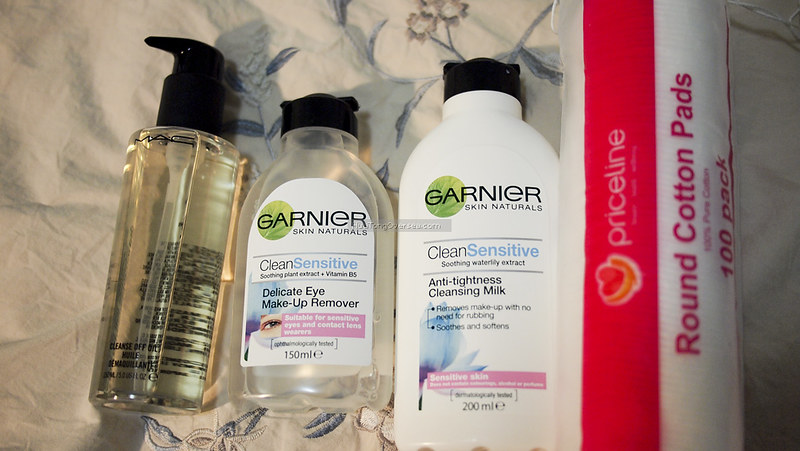 MAC
CLEANSE OFF OIL
HUILE
DÉMAQUILLANTE
GARNIER
SKIN NATURALS
CleanSensitive
Soothing plant extract + Vitamin B5
Delicate Eye
Make-Up Remover
Suitable for sensitive
eyes and contact lens
wearers
ophthalmologically tested
150ml e
GARNIER
SKIN NATURALS
CleanSensitive
Soothing waterlily extract
Anti-tightness
Cleansing Milk
• Removes make-up with no
need for rubbing
• Soothes and softens
Sensitive skin
dermatologically tested
200 ml e
priceline
Round Cotton Pads
100% Pure Cotton
100 pack